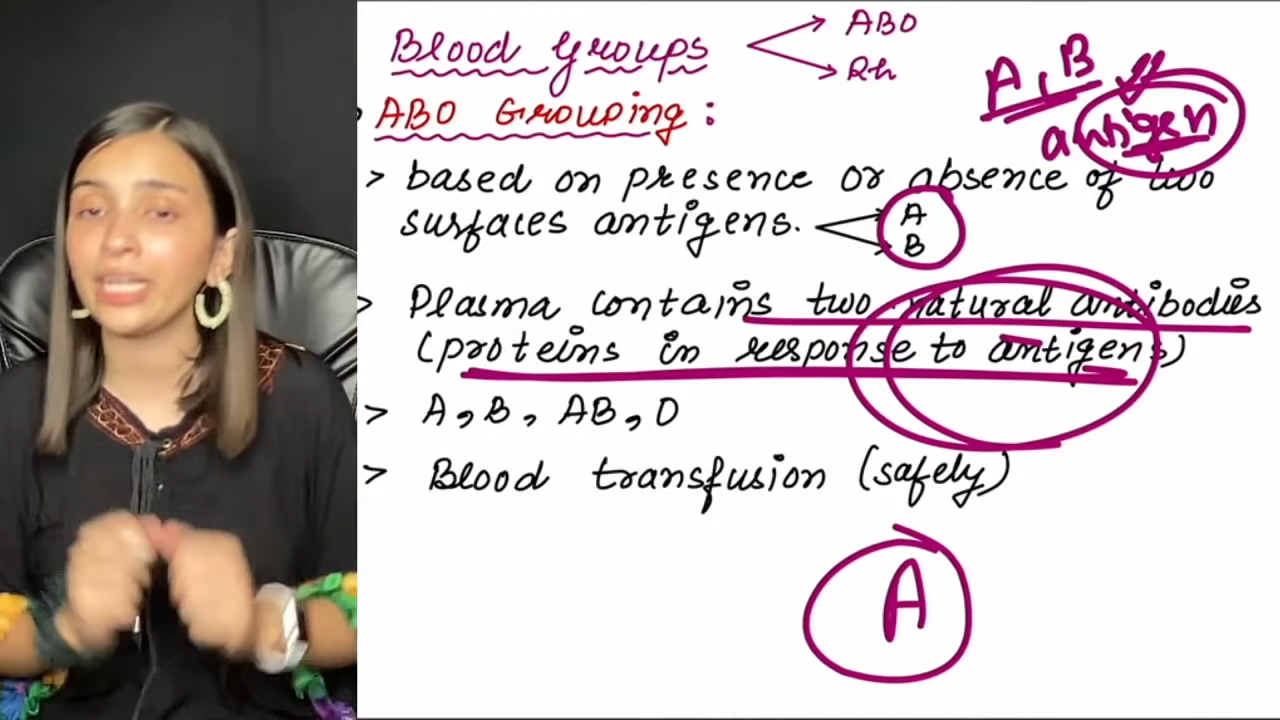 Blood Groups
ABO
Rh
A, B
antigen
ABO Grouping :
> based on presence or absence of two
surfaces antigens.
A
B
> Plasma contains two natural antibodies
(proteins in response to antigens)
> A, B, AB, O
> Blood transfusion (safely)
A